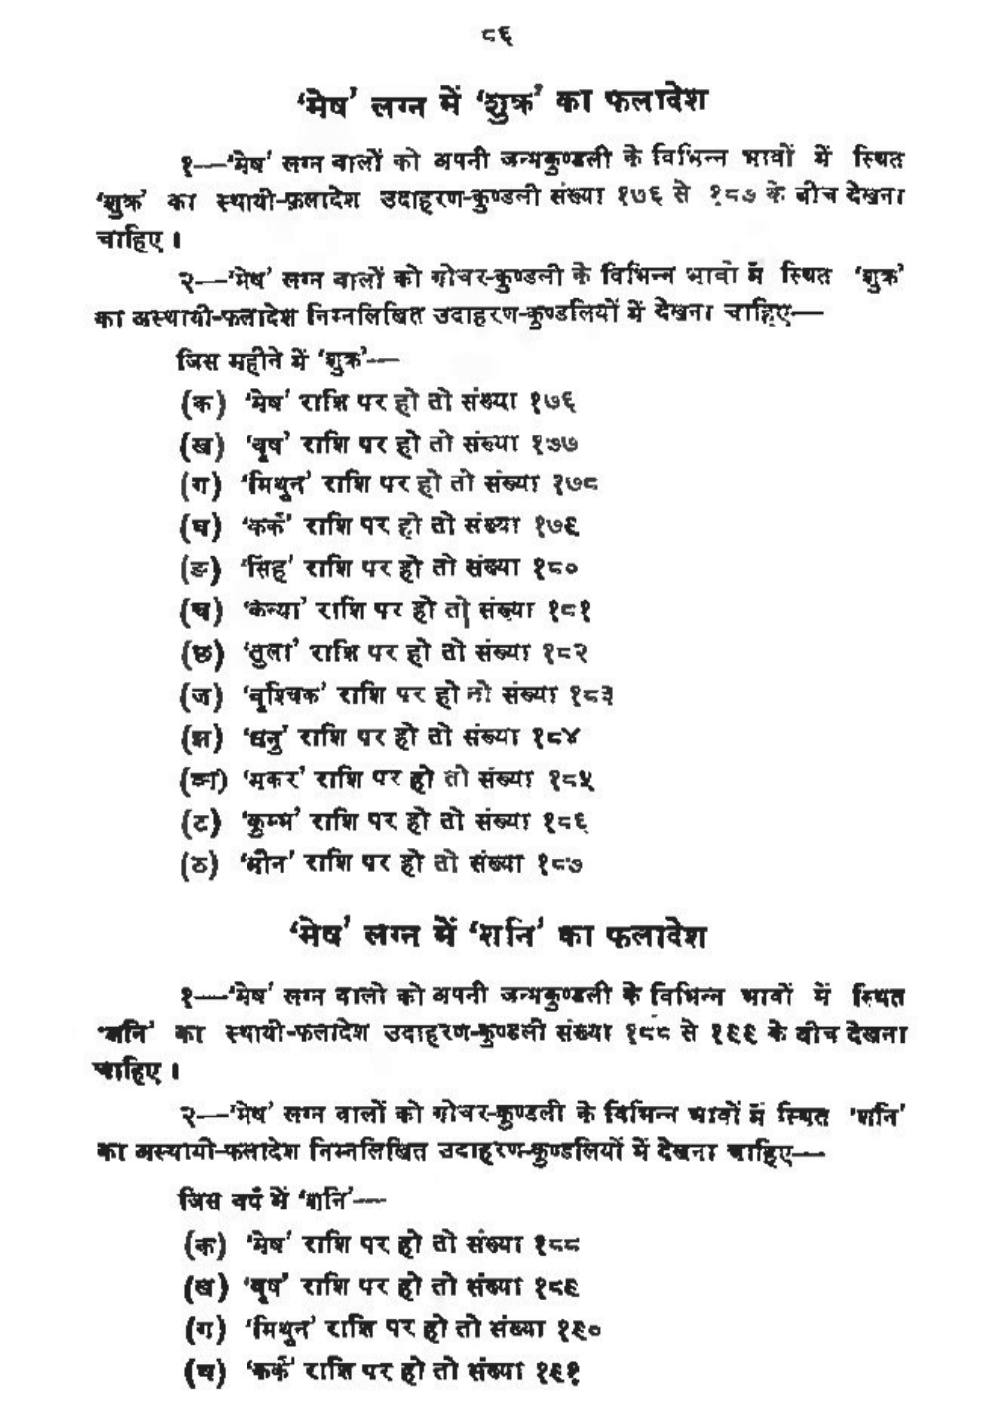 ८६
‘मेष’ लग्न में ‘शुक्र’ का फलादेश
१—‘मेष’ लग्न वालों को अपनी जन्मकुण्डली के विभिन्न भावों में स्थित
‘शुक्र’ का स्थायी-फलादेश उदाहरण-कुण्डली संख्या १७६ से १८७ के बीच देखना
चाहिए ।
२—‘मेष’ लग्न वालों को गोचर-कुण्डली के विभिन्न भावों में स्थित ‘शुक्र’
का अस्थायी-फलादेश निम्नलिखित उदाहरण-कुण्डलियों में देखना चाहिए—
जिस महीने में ‘शुक्र’—
(क) ‘मेष’ राशि पर हो तो संख्या १७६
(ख) ‘वृष’ राशि पर हो तो संख्या १७७
(ग) ‘मिथुन’ राशि पर हो तो संख्या १७८
(घ) ‘कर्क’ राशि पर हो तो संख्या १७९
(ङ) ‘सिंह’ राशि पर हो तो संख्या १८०
(च) ‘कन्या’ राशि पर हो तो संख्या १८१
(छ) ‘तुला’ राशि पर हो तो संख्या १८२
(ज) ‘वृश्चिक’ राशि पर हो तो संख्या १८३
(झ) ‘धनु’ राशि पर हो तो संख्या १८४
(ञ) ‘मकर’ राशि पर हो तो संख्या १८५
(ट) ‘कुम्भ’ राशि पर हो तो संख्या १८६
(ठ) ‘मीन’ राशि पर हो तो संख्या १८७
‘मेष’ लग्न में ‘शनि’ का फलादेश
१—‘मेष’ लग्न वालों को अपनी जन्मकुण्डली के विभिन्न भावों में स्थित
‘शनि’ का स्थायी-फलादेश उदाहरण-कुण्डली संख्या १८८ से १९९ के बीच देखना
चाहिए ।
२—‘मेष’ लग्न वालों को गोचर-कुण्डली के विभिन्न भावों में स्थित ‘शनि’
का अस्थायी-फलादेश निम्नलिखित उदाहरण-कुण्डलियों में देखना चाहिए—
जिस वर्ष में ‘शनि’—
(क) ‘मेष’ राशि पर हो तो संख्या १८८
(ख) ‘वृष’ राशि पर हो तो संख्या १८९
(ग) ‘मिथुन’ राशि पर हो तो संख्या १९०
(घ) ‘कर्क’ राशि पर हो तो संख्या १९१